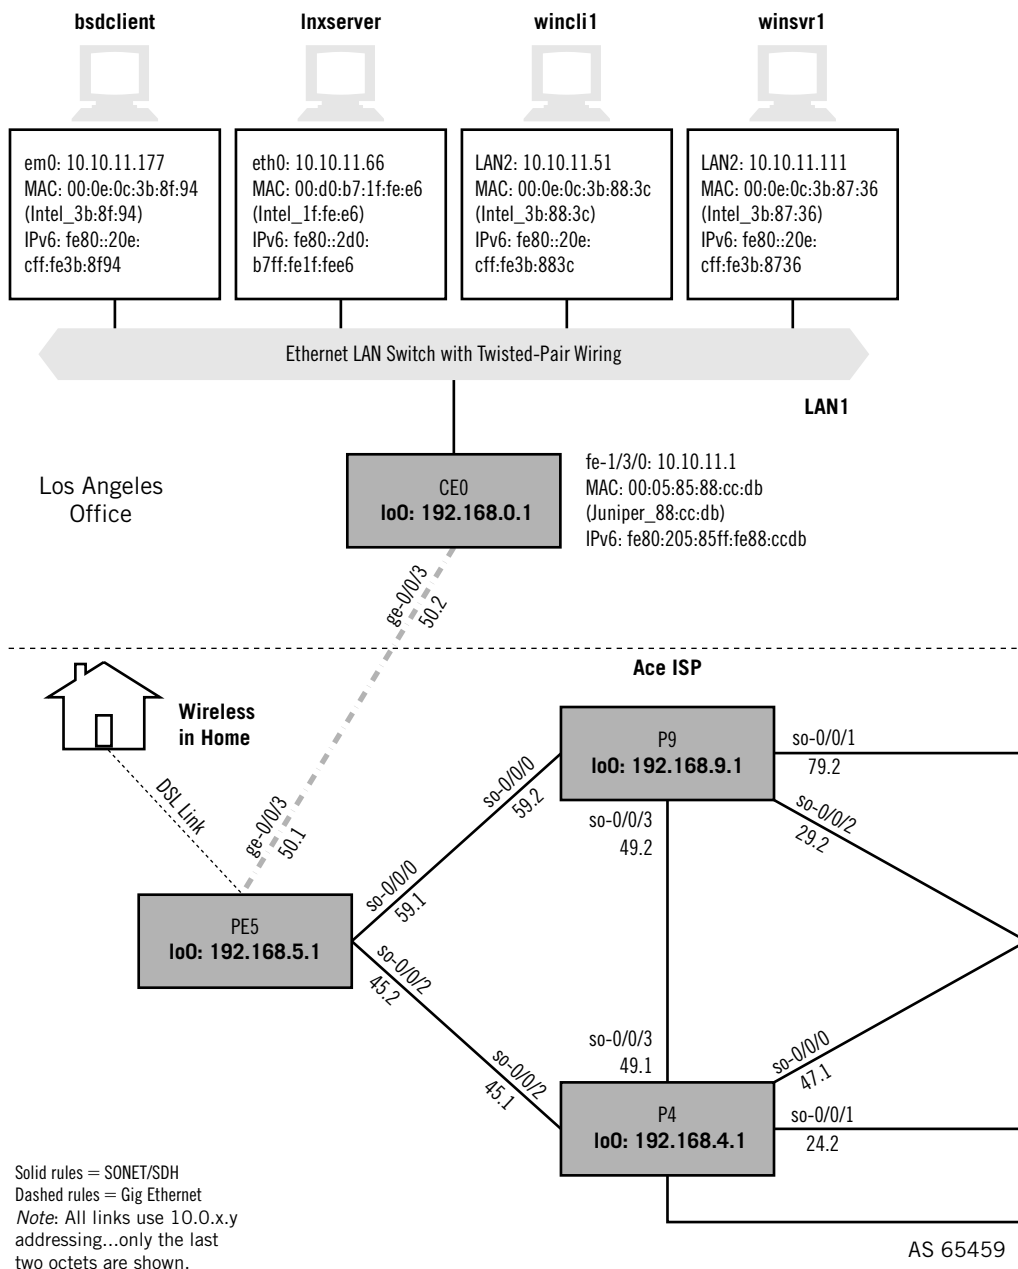 bsdclient
lnxserver
wincli1
winsvr1
em0: 10.10.11.177
MAC: 00:0e:0c:3b:8f:94
(Intel_3b:8f:94)
IPv6: fe80::20e:
cff:fe3b:8f94
eth0: 10.10.11.66
MAC: 00:d0:b7:1f:fe:e6
(Intel_1f:fe:e6)
IPv6: fe80::2d0:
b7ff:fe1f:fee6
LAN2: 10.10.11.51
MAC: 00:0e:0c:3b:88:3c
(Intel_3b:88:3c)
IPv6: fe80::20e:
cff:fe3b:883c
LAN2: 10.10.11.111
MAC: 00:0e:0c:3b:87:36
(Intel_3b:87:36)
IPv6: fe80::20e:
cff:fe3b:8736
Ethernet LAN Switch with Twisted-Pair Wiring
LAN1
Los Angeles
Office
CE0
lo0: 192.168.0.1
fe-1/3/0: 10.10.11.1
MAC: 00:05:85:88:cc:db
(Juniper_88:cc:db)
IPv6: fe80:205:85ff:fe88:ccdb
ge-0/0/3
50.2
Ace ISP
Wireless
in Home
DSL Link
ge-0/0/3
50.1
so-0/0/0
59.2
P9
lo0: 192.168.9.1
so-0/0/1
79.2
so-0/0/2
29.2
so-0/0/3
49.2
so-0/0/0
59.1
PE5
lo0: 192.168.5.1
so-0/0/2
45.2
so-0/0/2
45.1
so-0/0/3
49.1
so-0/0/0
47.1
P4
lo0: 192.168.4.1
so-0/0/1
24.2
Solid rules = SONET/SDH
Dashed rules = Gig Ethernet
Note: All links use 10.0.x.y
addressing...only the last
two octets are shown.
AS 65459